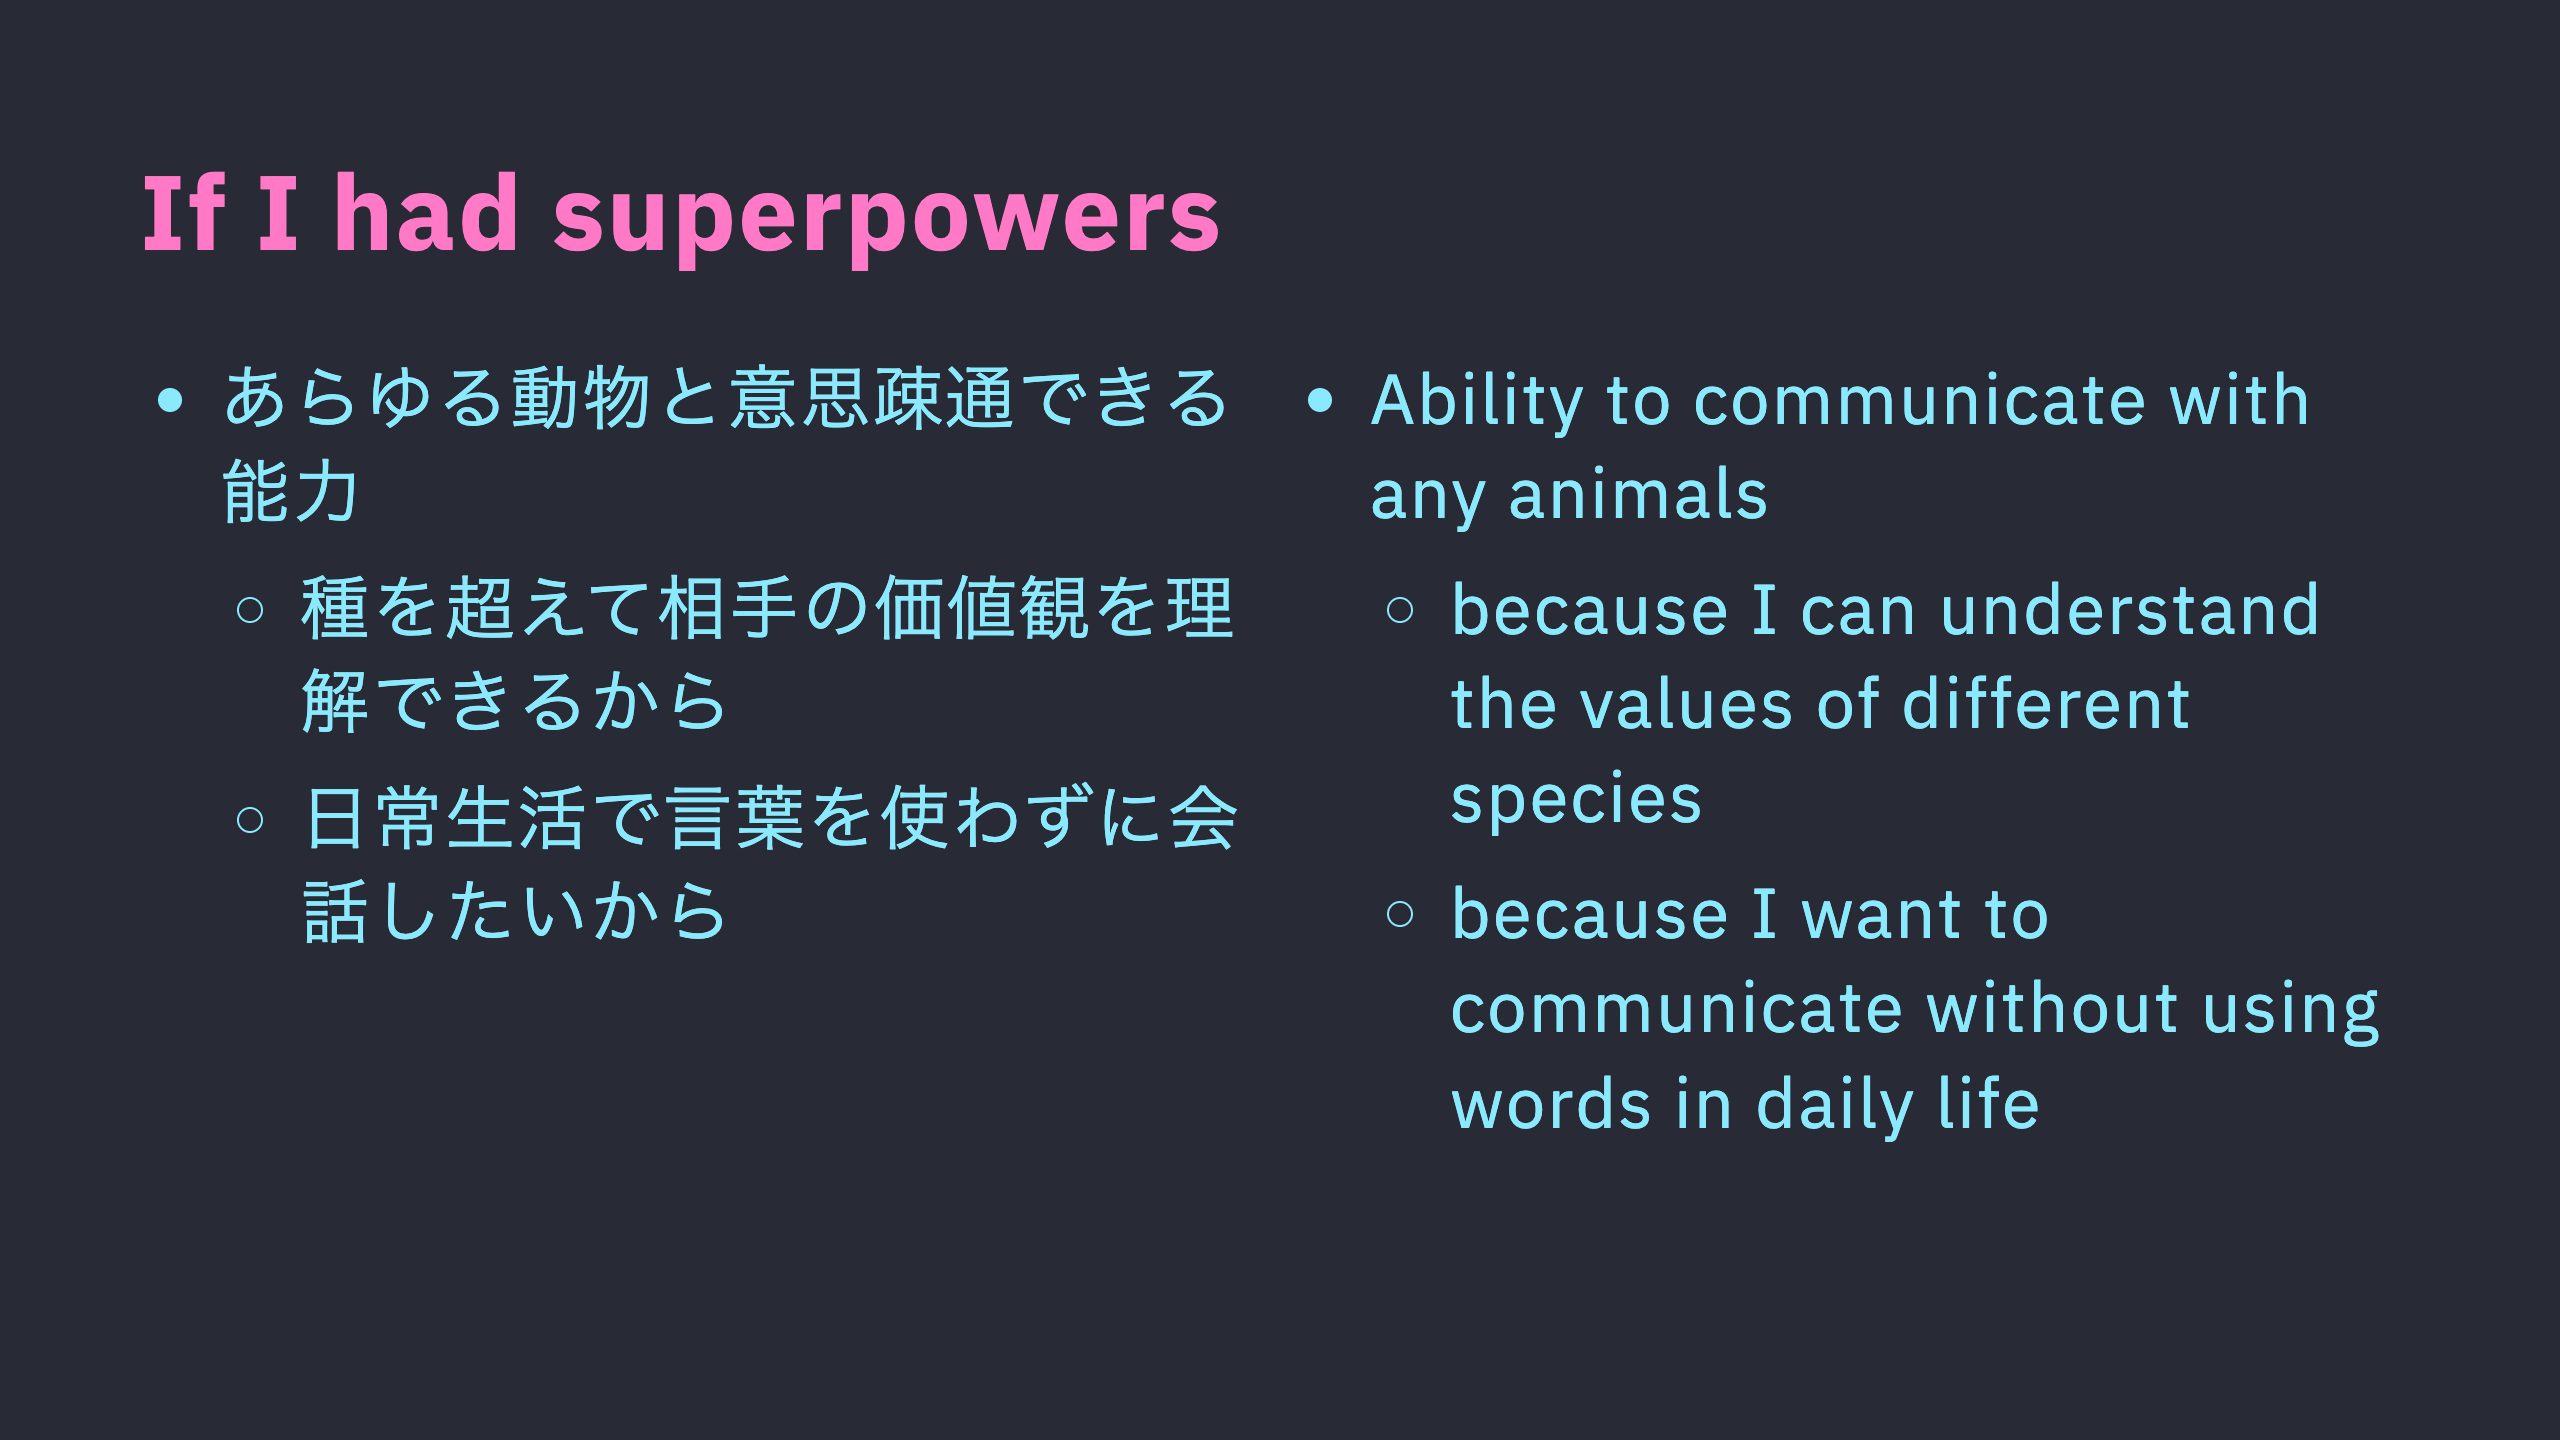 If I had superpowers
あらゆる動物と意思疎通できる
能力
種を超えて相手の価値観を理
解できるから
日常生活で言葉を使わずに会
話したいから
Ability to communicate with
any animals
because I can understand
the values of different
species
because I want to
communicate without using
words in daily life